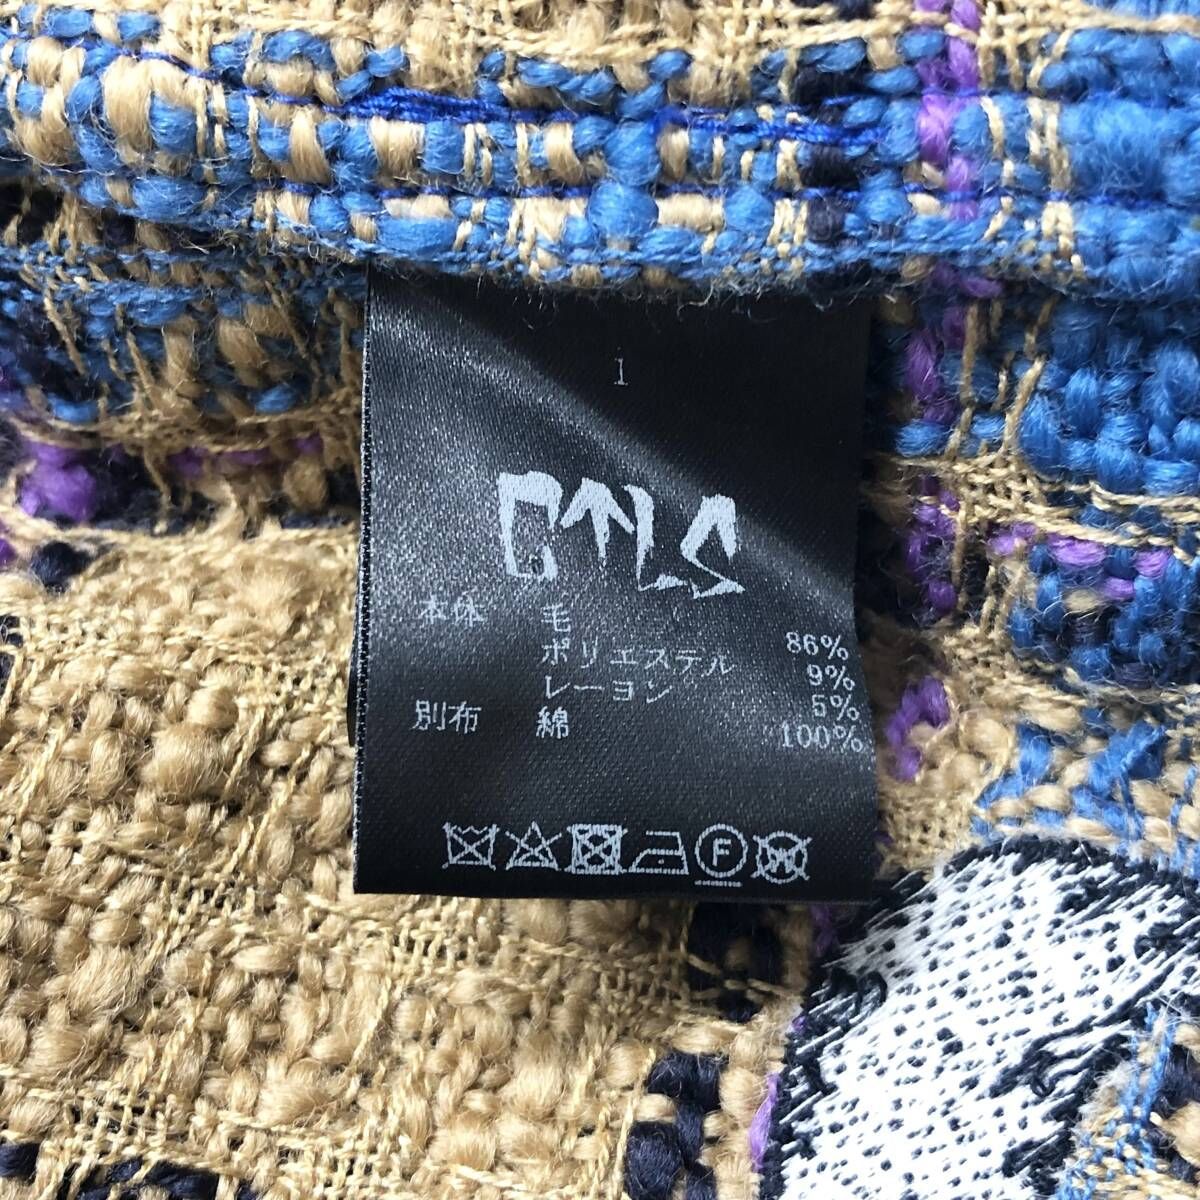 1
本体 毛 86%
ポリエステル 9%
レーヨン 5%
別布 綿 100%
F
W